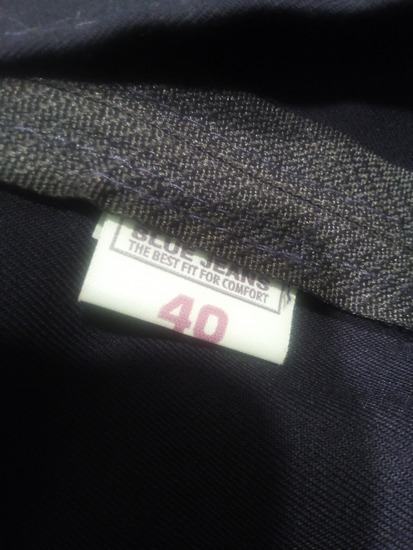 BLUE JEANS
THE BEST FIT FOR COMFORT
40